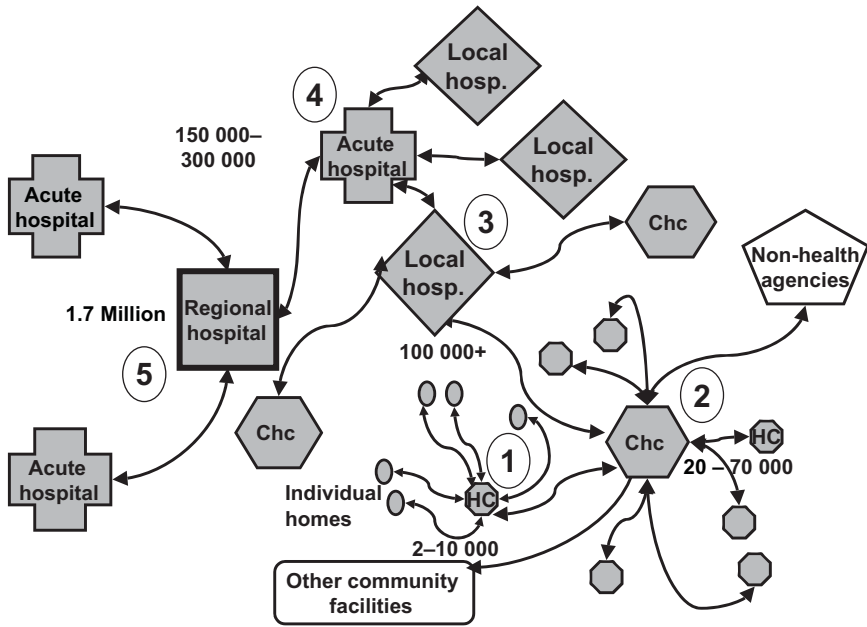 Local
hosp.
4
150 000–
300 000
Acute
hospital
Local
hosp.
Acute
hospital
3
Chc
Non-health
agencies
Local
hosp.
1.7 Million
Regional
hospital
100 000+
5
2
Chc
Chc
HC
20 – 70 000
1
Acute
hospital
Individual
homes
HC
2–10 000
Other community
facilities